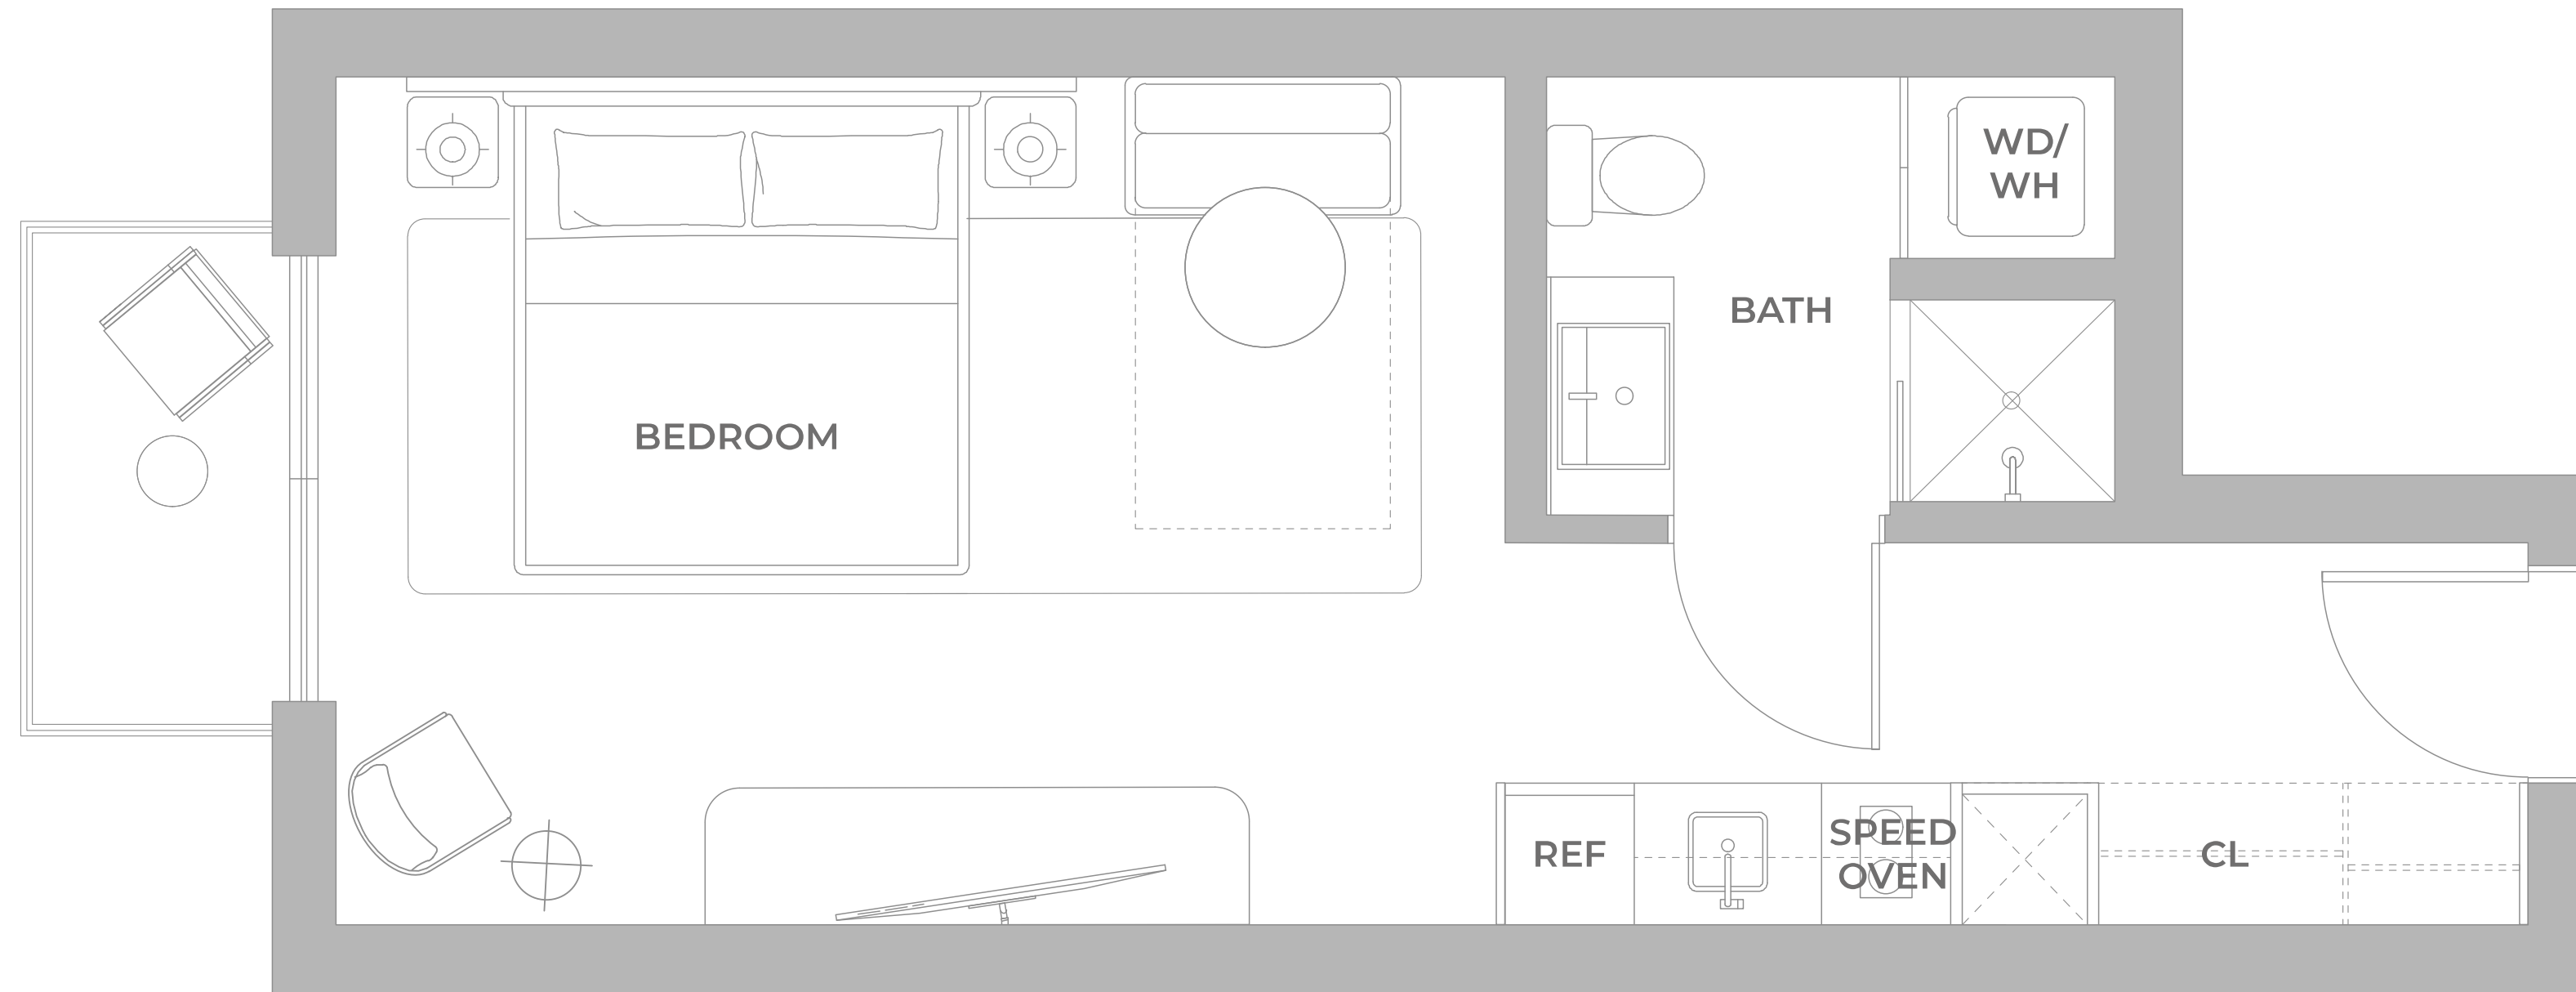 WD/
WH
BATH
BEDROOM
REF
SPEED
OVEN
CL